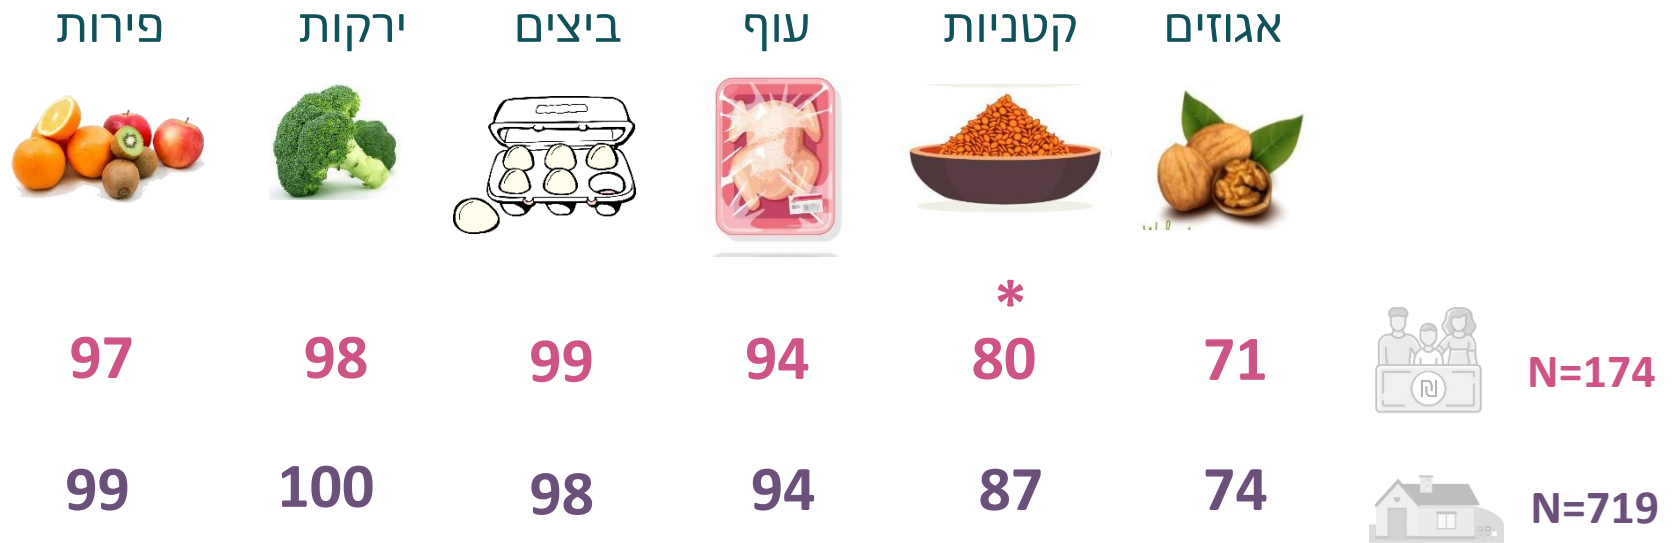 אגוזים קטניות עוף ביצים ירקות פירות
*
71 80 94 99 98 97
N=174
74 87 94 98 100 99
N=719